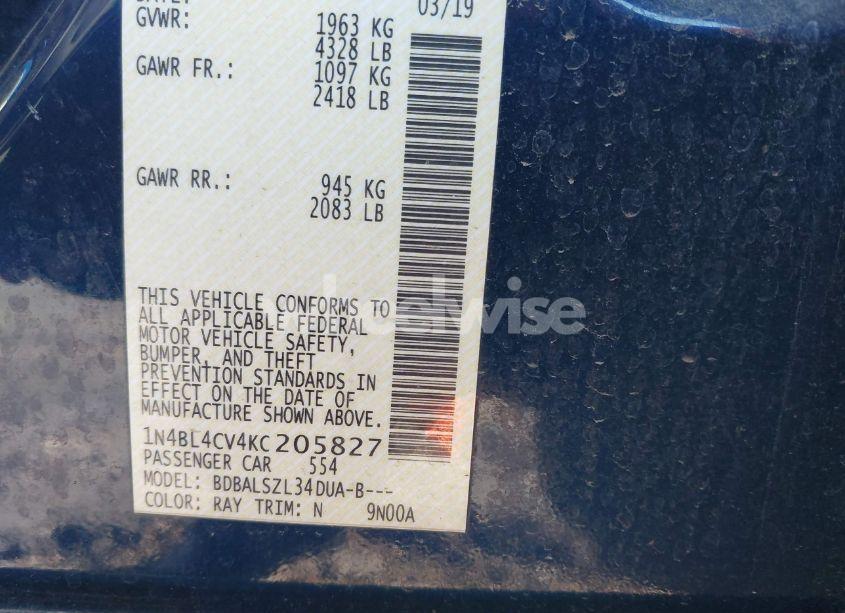 03/19
GVWR: 1963 KG
4328 LB
GAWR FR.: 1097 KG
2418 LB
GAWR RR.: 945 KG
2083 LB
THIS VEHICLE CONFORMS TO
ALL APPLICABLE FEDERAL
MOTOR VEHICLE SAFETY,
BUMPER, AND THEFT
PREVENTION STANDARDS IN
EFFECT ON THE DATE OF
MANUFACTURE SHOWN ABOVE.
1N4BL4CV4KC205827
PASSENGER CAR 554
MODEL: BDBALSZL34DUA-B---
COLOR: RAY TRIM: N 9N00A